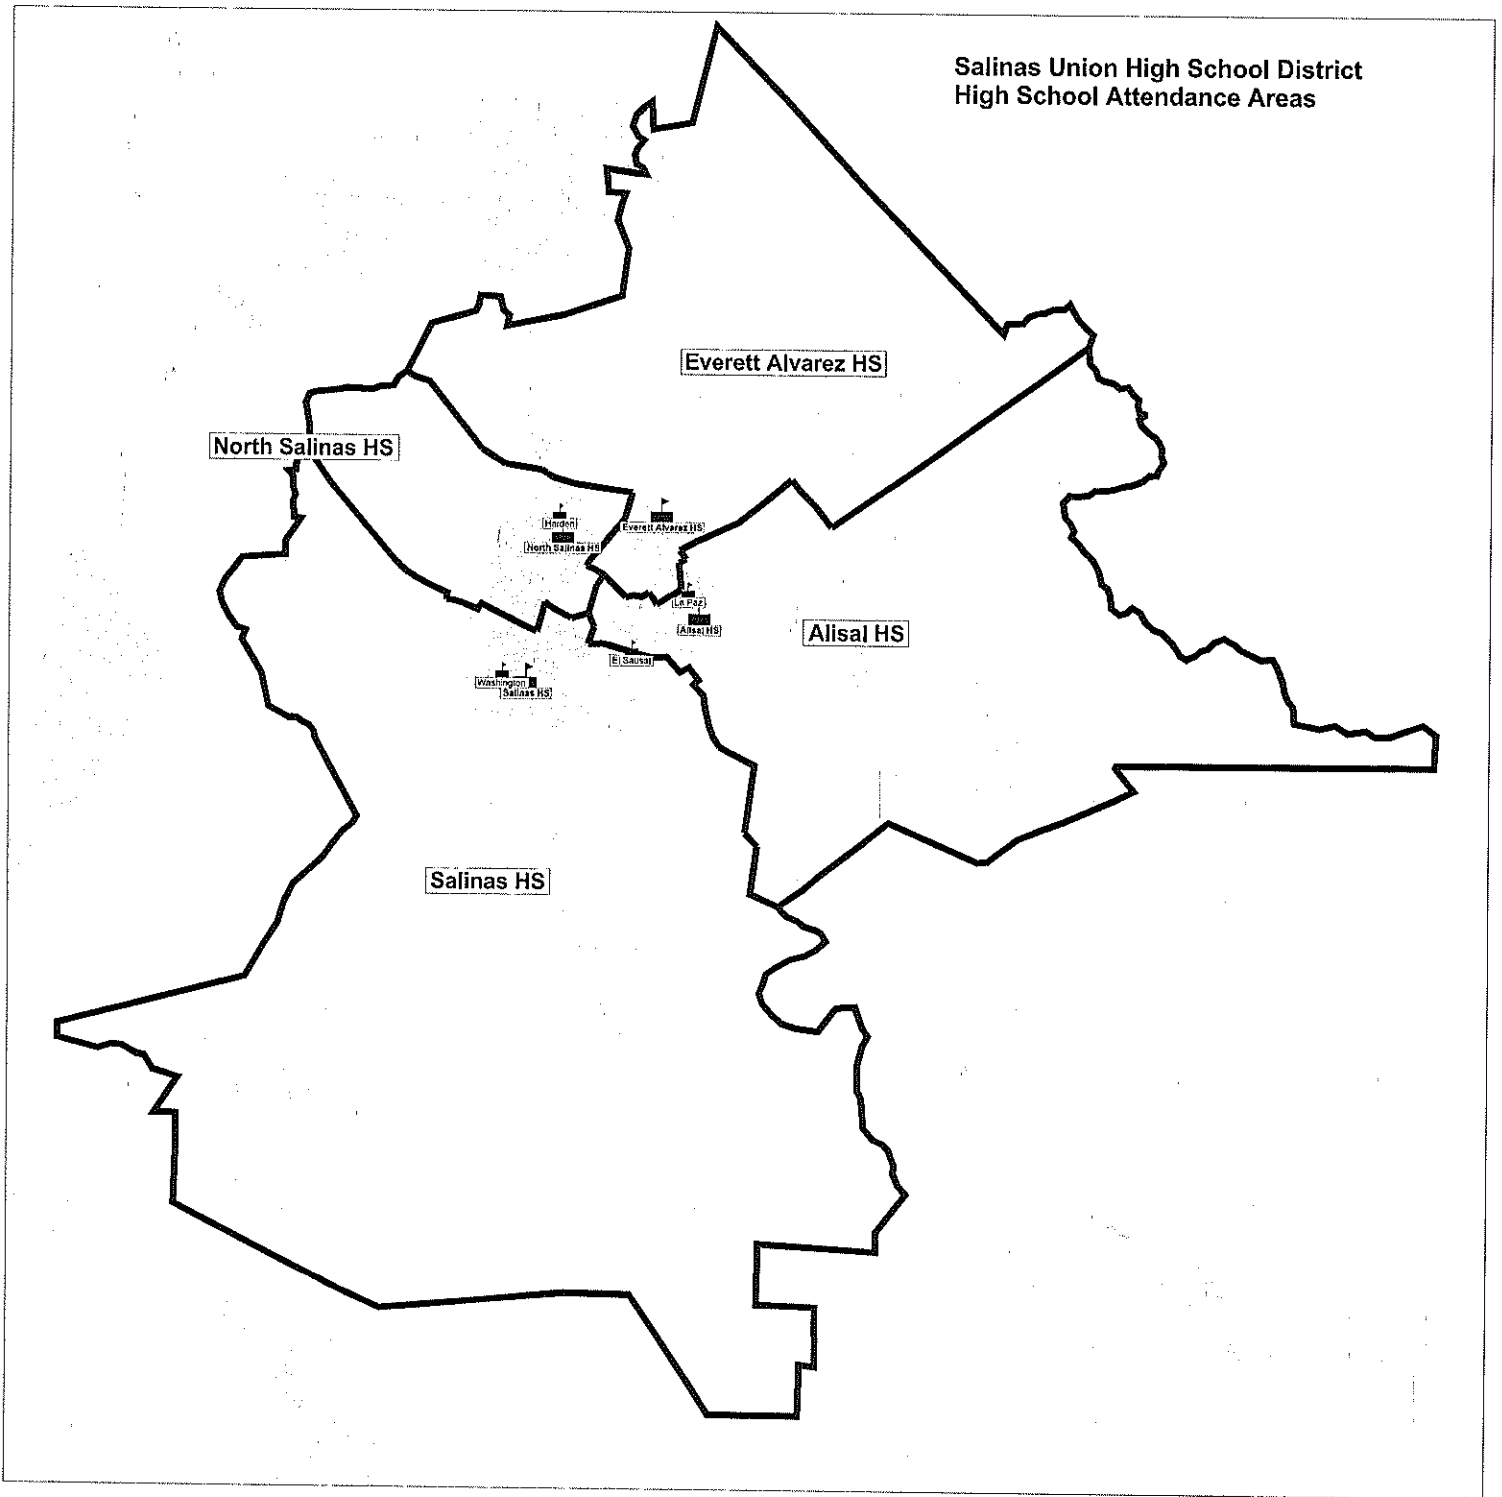 Salinas Union High School District
High School Attendance Areas
Everett Alvarez HS
North Salinas HS
Harden
Everett Alvarez HS
North Salinas HS
La Paz
Alisal HS
Alisal HS
El Sausal
Washington
Salinas HS
Salinas HS